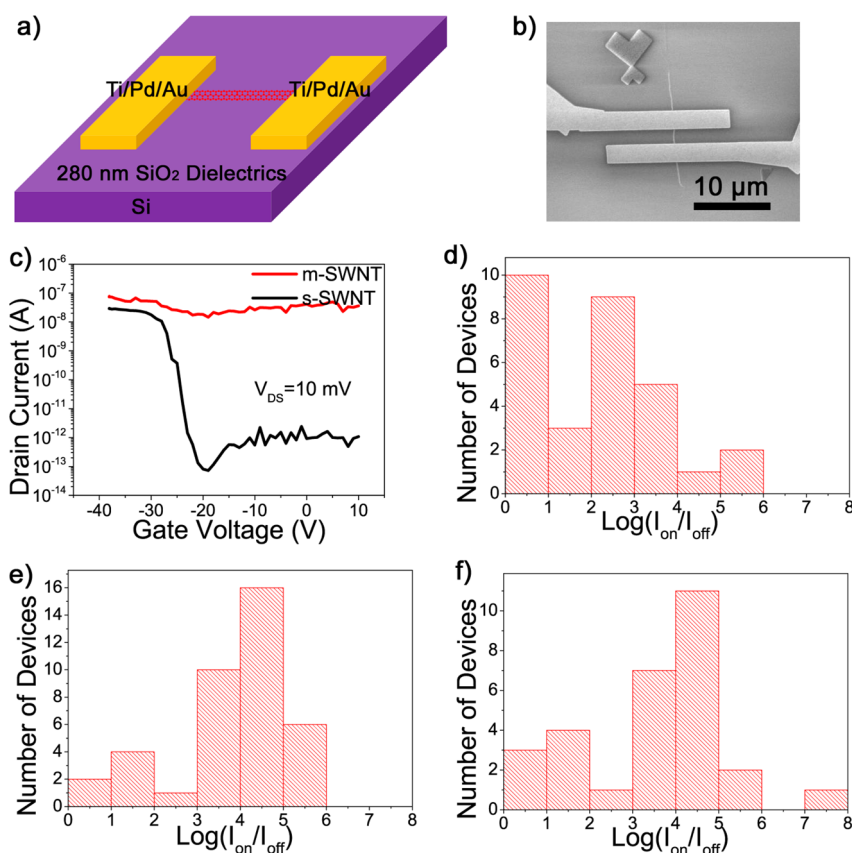 a)
Ti/Pd/Au Ti/Pd/Au
280 nm SiO₂ Dielectrics
Si
b)
10 μm
c)
Drain Current (A)
10⁻⁶
10⁻⁷
10⁻⁸
10⁻⁹
10⁻¹⁰
10⁻¹¹
10⁻¹²
10⁻¹³
10⁻¹⁴
m-SWNT
s-SWNT
V_DS=10 mV
-40 -30 -20 -10 0 10
Gate Voltage (V)
d)
Number of Devices
10
8
6
4
2
0
0 1 2 3 4 5 6 7 8
Log(I_on/I_off)
e)
Number of Devices
16
14
12
10
8
6
4
2
0
0 1 2 3 4 5 6 7 8
Log(I_on/I_off)
f)
Number of Devices
10
8
6
4
2
0
0 1 2 3 4 5 6 7 8
Log(I_on/I_off)